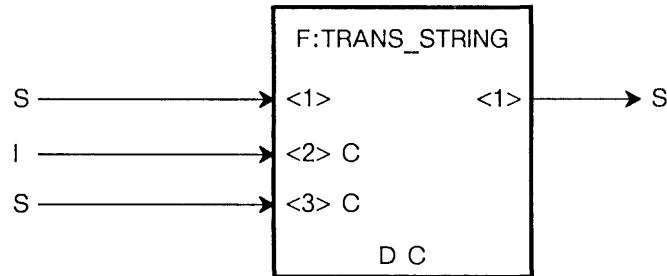 F:TRANS_STRING
S <1> <1> S
I <2> C
S <3> C
D C